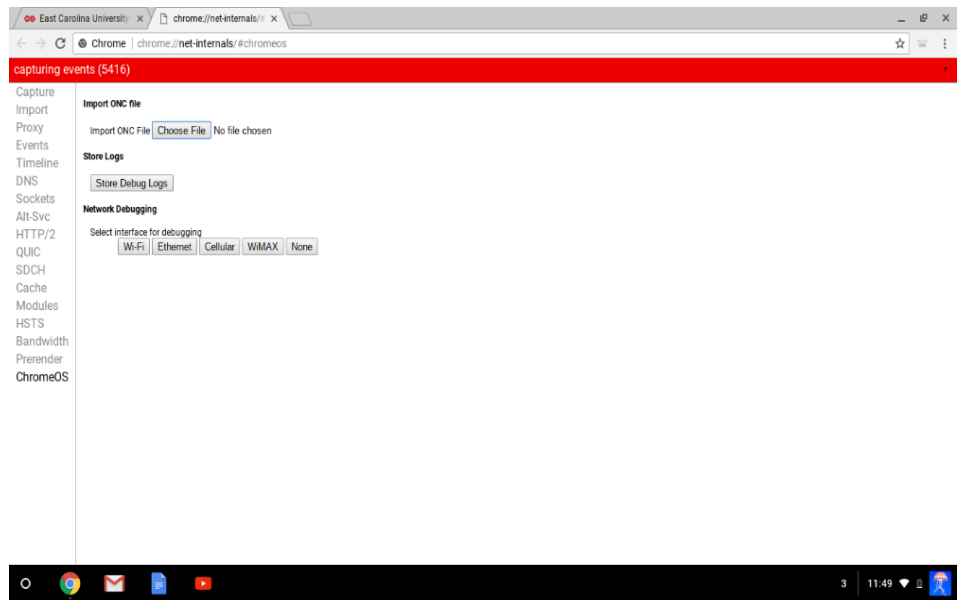 East Carolina University
chrome://net-internals/#
Chrome chrome://net-internals/#chromeos
capturing events (5416)
Capture
Import
Proxy
Events
Timeline
DNS
Sockets
Alt-Svc
HTTP/2
QUIC
SDCH
Cache
Modules
HSTS
Bandwidth
Prerender
ChromeOS
Import ONC file
Import ONC File Choose File No file chosen
Store Logs
Store Debug Logs
Network Debugging
Select interface for debugging
Wi-Fi Ethernet Cellular WiMAX None
3 11:49